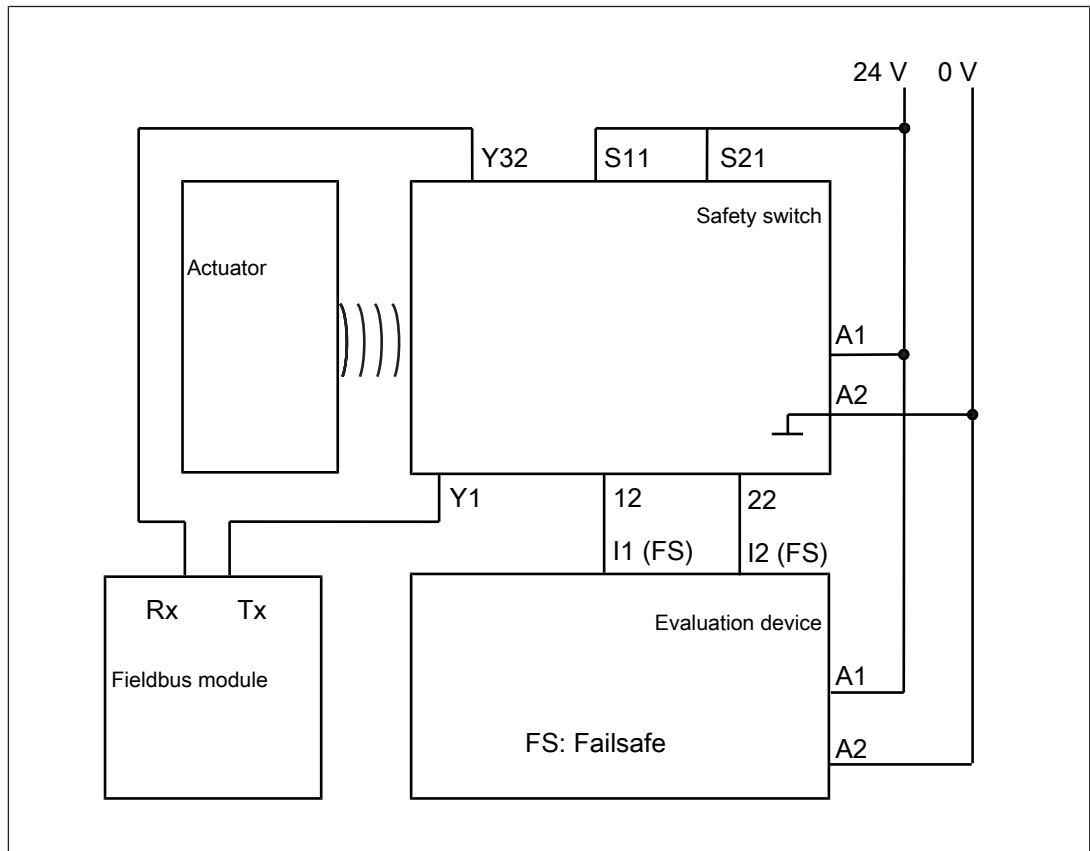 24 V 0 V
Y32 S11 S21
Safety switch
Actuator
A1
A2
Y1 12 22
I1 (FS) I2 (FS)
Rx Tx
Evaluation device
Fieldbus module
A1
FS: Failsafe
A2